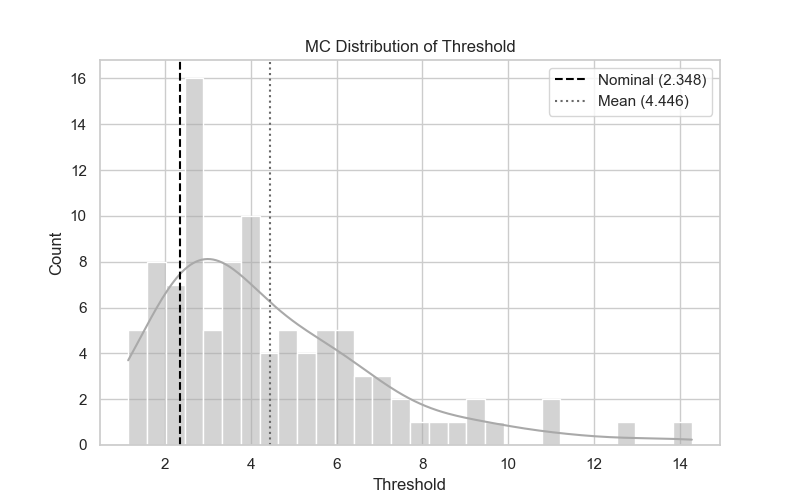 MC Distribution of Threshold
Nominal (2.348)
Mean (4.446)
Count
16
14
12
10
8
6
4
2
0
2 4 6 8 10 12 14
Threshold